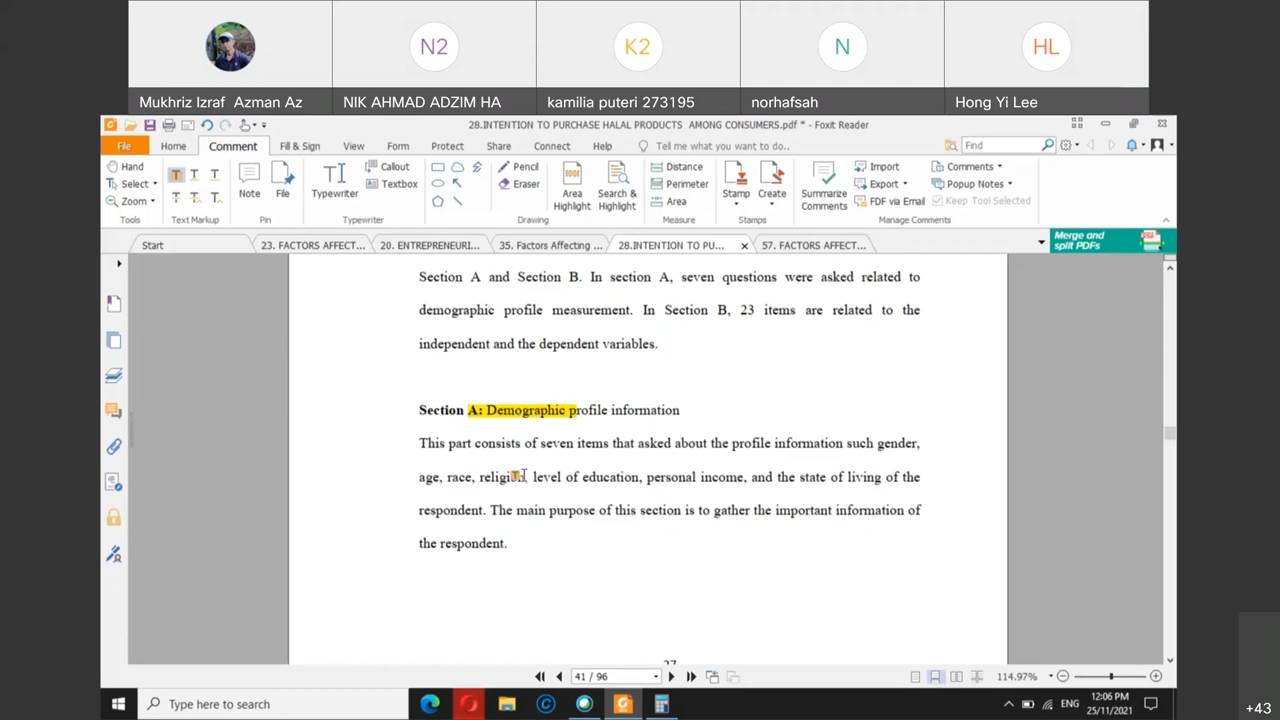 N2
K2
N
HL
Mukhriz Izraf Azman Az
NIK AHMAD ADZIM HA
kamilia puteri 273195
norhafsah
Hong Yi Lee
28.INTENTION TO PURCHASE HALAL PRODUCTS AMONG CONSUMERS.pdf * - Foxit Reader
File Home Comment Fill & Sign View Form Protect Share Connect Help Tell me what you want to do.. Find
Hand
Select
Zoom
Tools
Text Markup
Note
File
Pin
Typewriter
Callout
Textbox
Typewriter
Pencil
Eraser
Area
Highlight
Search &
Highlight
Drawing
Distance
Perimeter
Area
Measure
Stamp
Create
Stamps
Summarize
Comments
Import
Export
FDF via Email
Comments
Popup Notes
Keep Tool Selected
Manage Comments
Start
23. FACTORS AFFECT...
20. ENTREPRENEURI...
35. Factors Affecting ...
28.INTENTION TO PU...
57. FACTORS AFFECT...
Merge and
split PDFs
Section A and Section B. In section A, seven questions were asked related to
demographic profile measurement. In Section B, 23 items are related to the
independent and the dependent variables.
Section A: Demographic profile information
This part consists of seven items that asked about the profile information such gender,
age, race, religion, level of education, personal income, and the state of living of the
respondent. The main purpose of this section is to gather the important information of
the respondent.
41 / 96
114.97%
Type here to search
ENG
12:06 PM
25/11/2021
+43